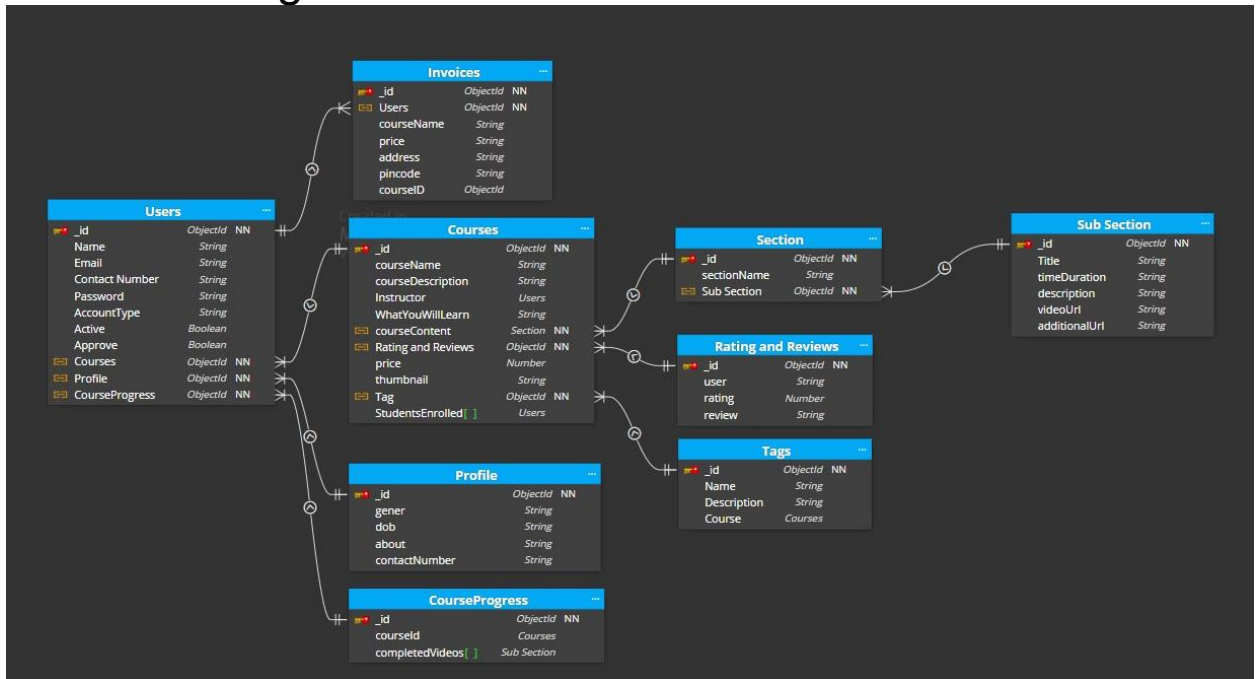 Users
_id ObjectId NN
Name String
Email String
Contact Number String
Password String
AccountType String
Active Boolean
Approve Boolean
Courses ObjectId NN
Profile ObjectId NN
CourseProgress ObjectId NN
Invoices
_id ObjectId NN
Users ObjectId NN
courseName String
price String
address String
pincode String
courseID ObjectId
Created in
Courses
_id ObjectId NN
courseName String
courseDescription String
Instructor Users
WhatYouWillLearn String
courseContent Section NN
Rating and Reviews ObjectId NN
price Number
thumbnail String
Tag ObjectId NN
StudentsEnrolled[ ] Users
Profile
_id ObjectId NN
gener String
dob String
about String
contactNumber String
CourseProgress
_id ObjectId NN
courseId Courses
completedVideos[ ] Sub Section
Section
_id ObjectId NN
sectionName String
Sub Section ObjectId NN
Rating and Reviews
_id ObjectId NN
user String
rating Number
review String
Tags
_id ObjectId NN
Name String
Description String
Course Courses
Sub Section
_id ObjectId NN
Title String
timeDuration String
description String
videoUrl String
additionalUrl String